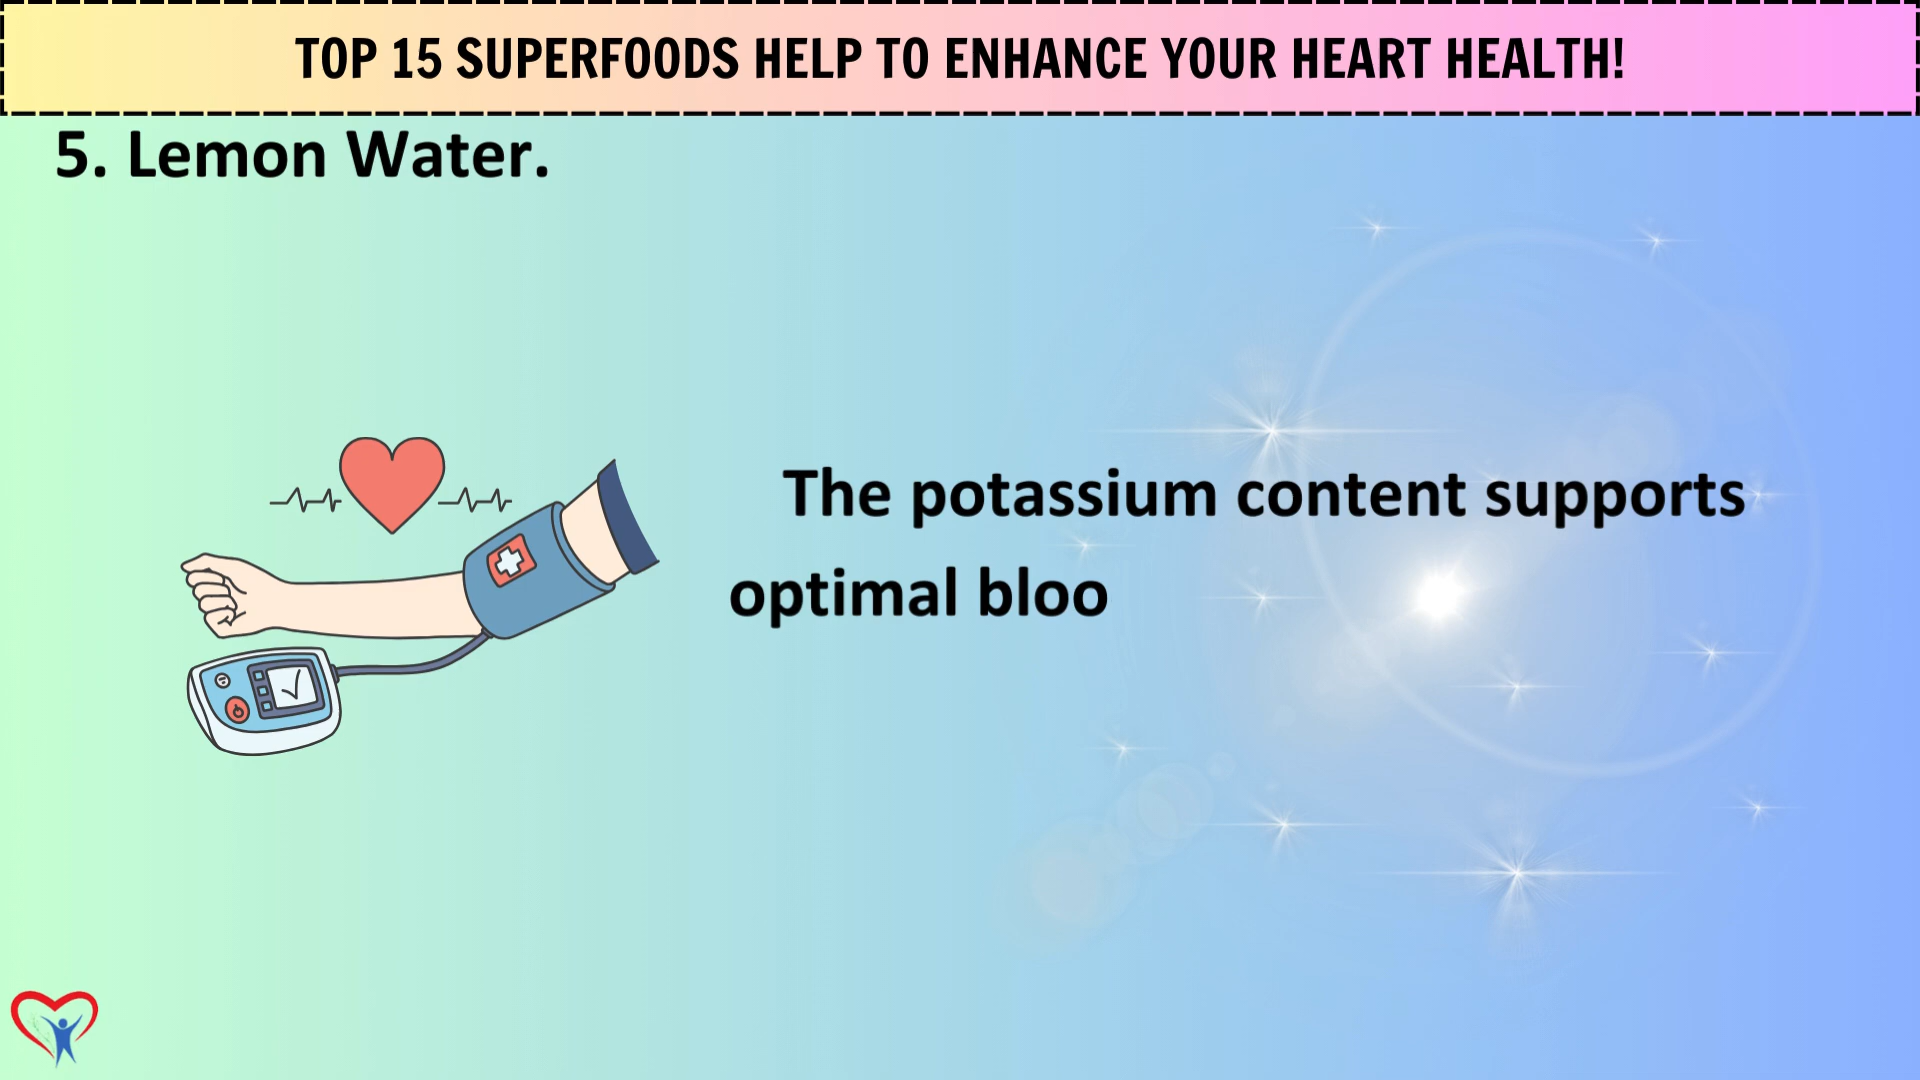 TOP 15 SUPERFOODS HELP TO ENHANCE YOUR HEART HEALTH!
5. Lemon Water.
The potassium content supports
optimal bloo